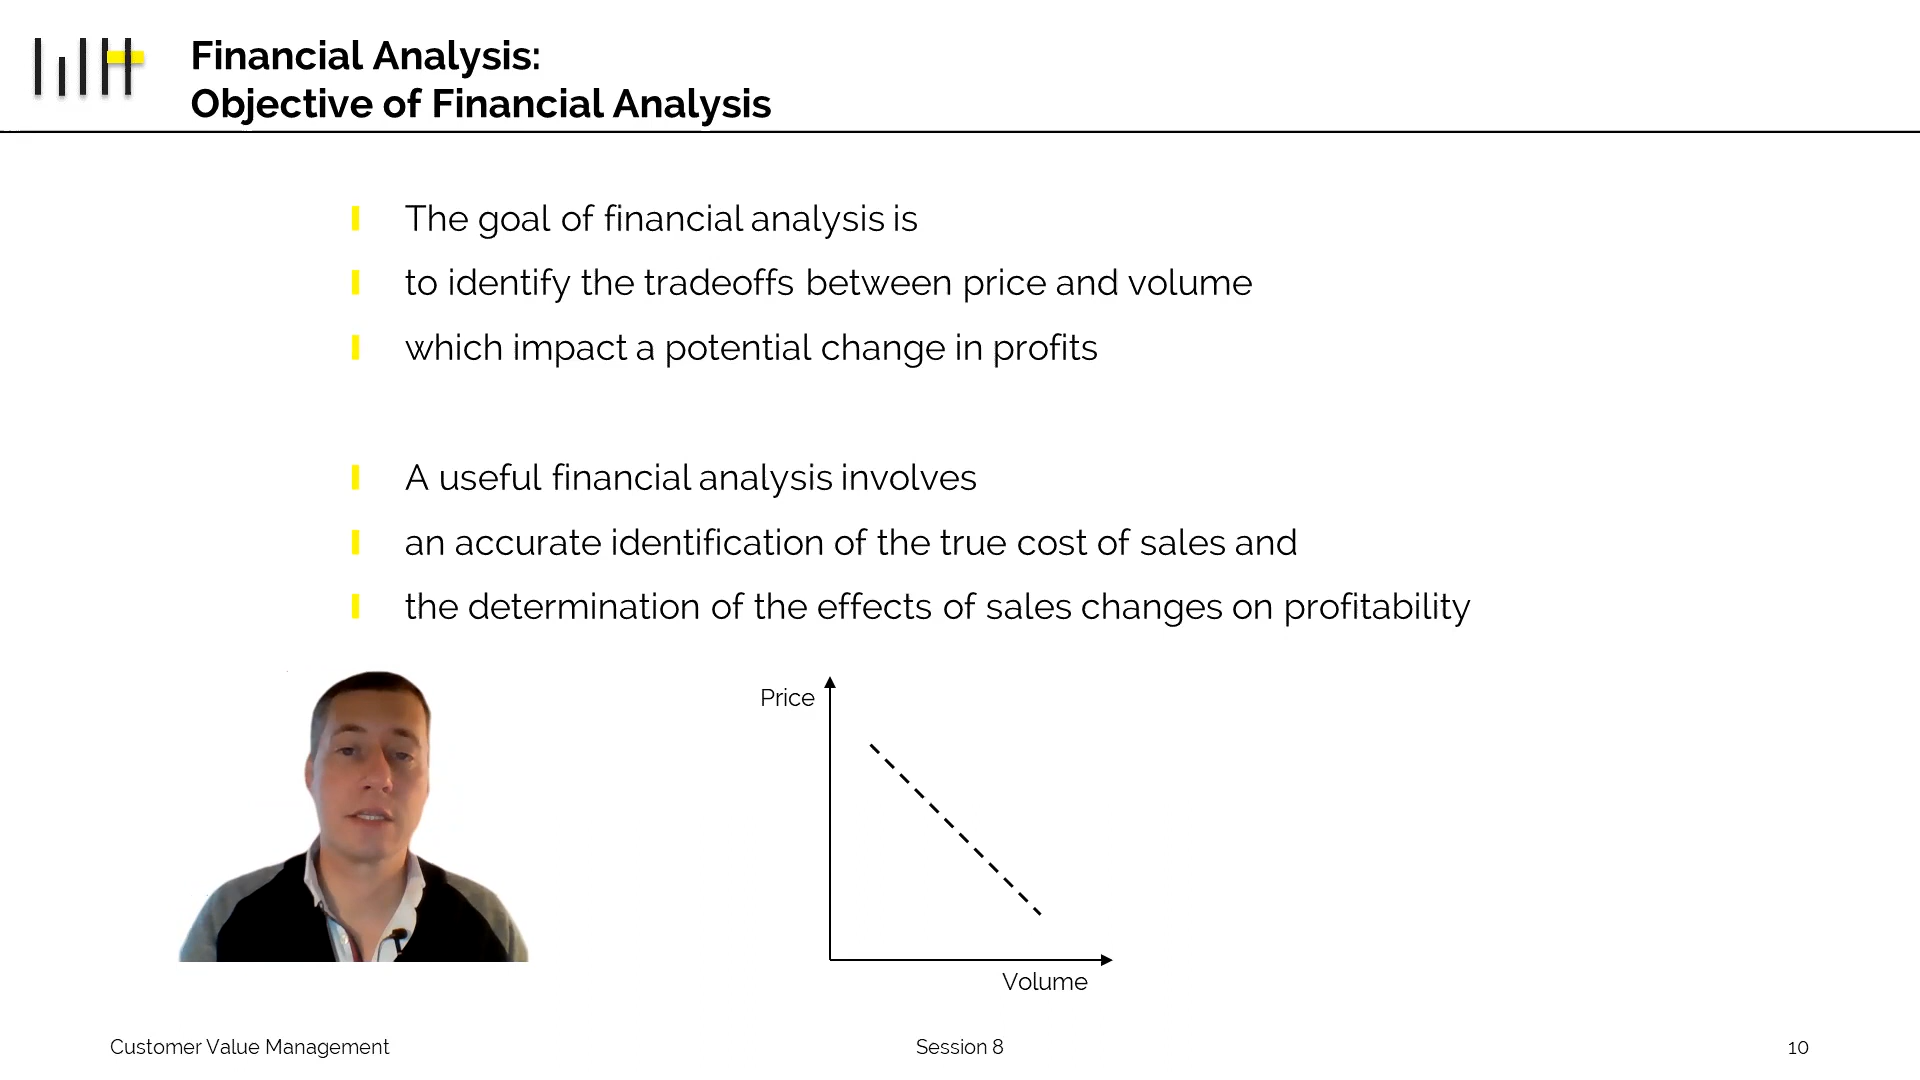 Financial Analysis:
Objective of Financial Analysis
The goal of financial analysis is
to identify the tradeoffs between price and volume
which impact a potential change in profits
A useful financial analysis involves
an accurate identification of the true cost of sales and
the determination of the effects of sales changes on profitability
Price
Volume
Customer Value Management
Session 8
10